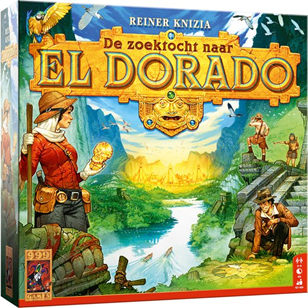 REINER KNIZIA
De zoektocht naar
EL DORADO
999
GAMES